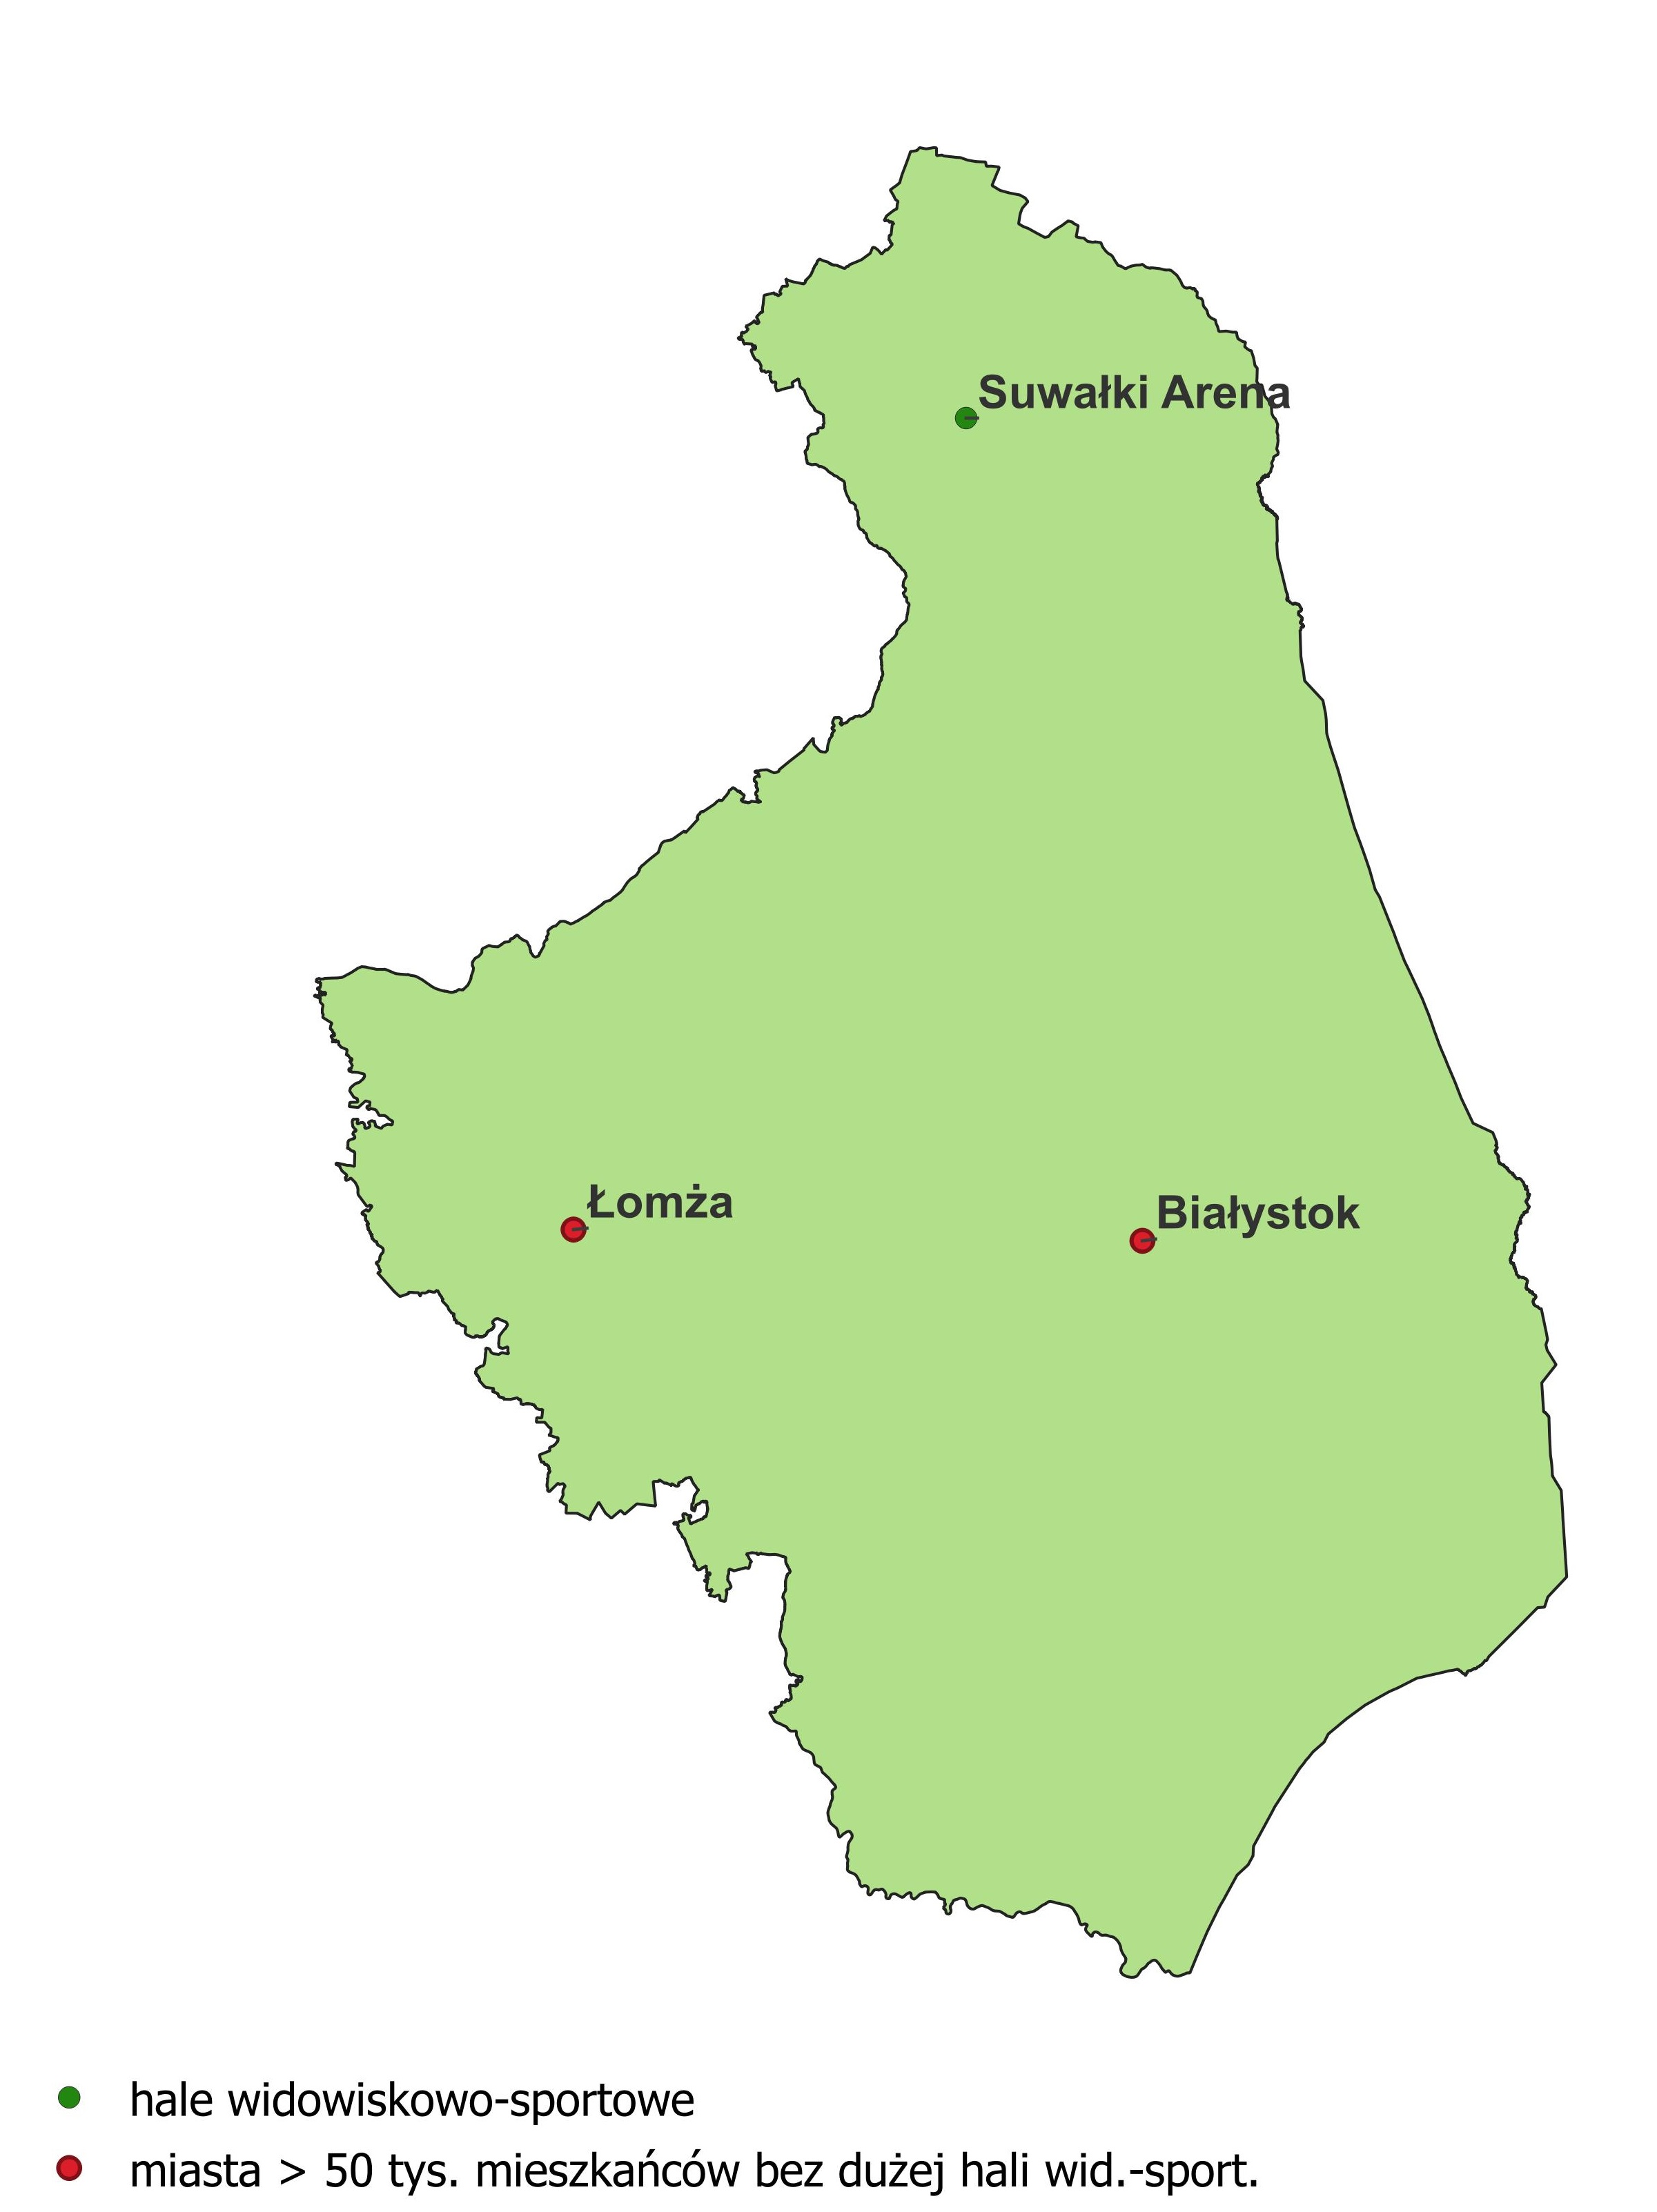 Suwałki Arena
Łomża
Białystok
hale widowiskowo-sportowe
miasta > 50 tys. mieszkańców bez dużej hali wid.-sport.